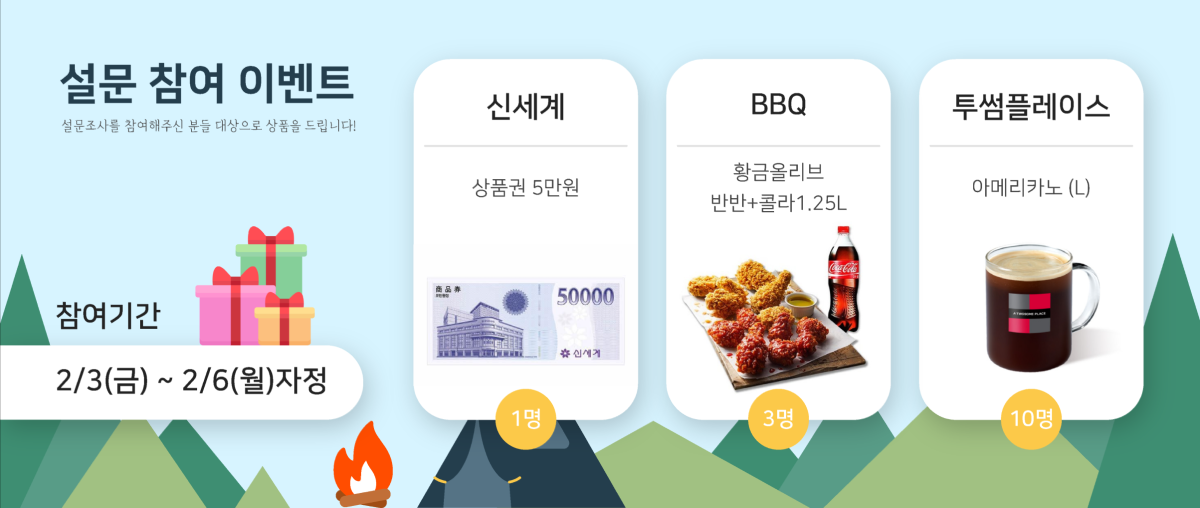 설문 참여 이벤트
설문조사를 참여해주신 분들 대상으로 상품을 드립니다!
참여기간
2/3(금) ~ 2/6(월)자정
신세계
상품권 5만원
商品券
50000
신세계
1명
BBQ
황금올리브
반반+콜라1.25L
Coca-Cola
3명
투썸플레이스
아메리카노 (L)
A TWOSOME PLACE
10명